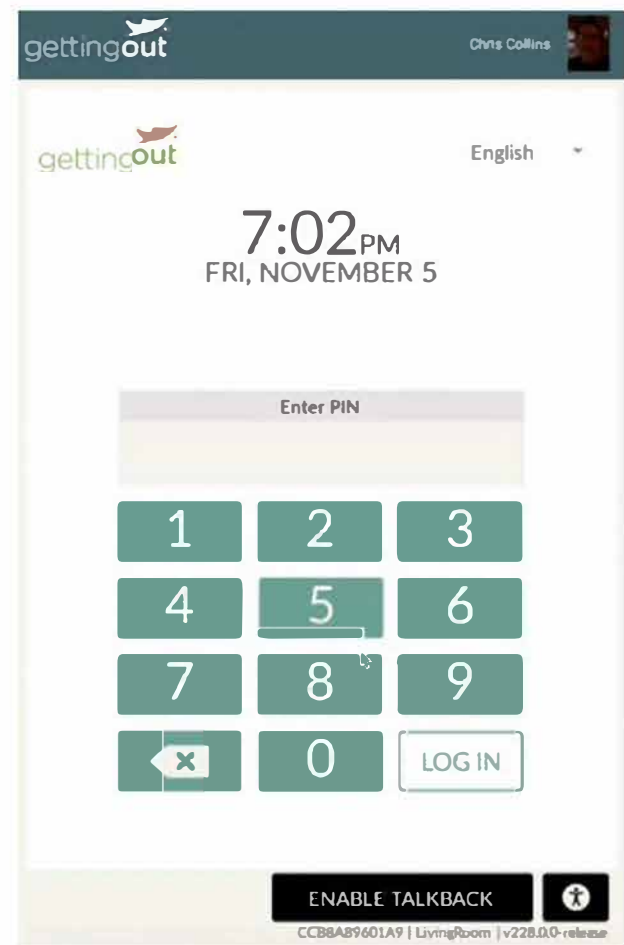 gettingout
Chris Collins
gettingout
English
7:02PM
FRI, NOVEMBER 5
Enter PIN
1 2 3
4 5 6
7 8 9
0 LOG IN
ENABLE TALKBACK
CCB8A89601A9 | LivingRoom | v228.0.0-release